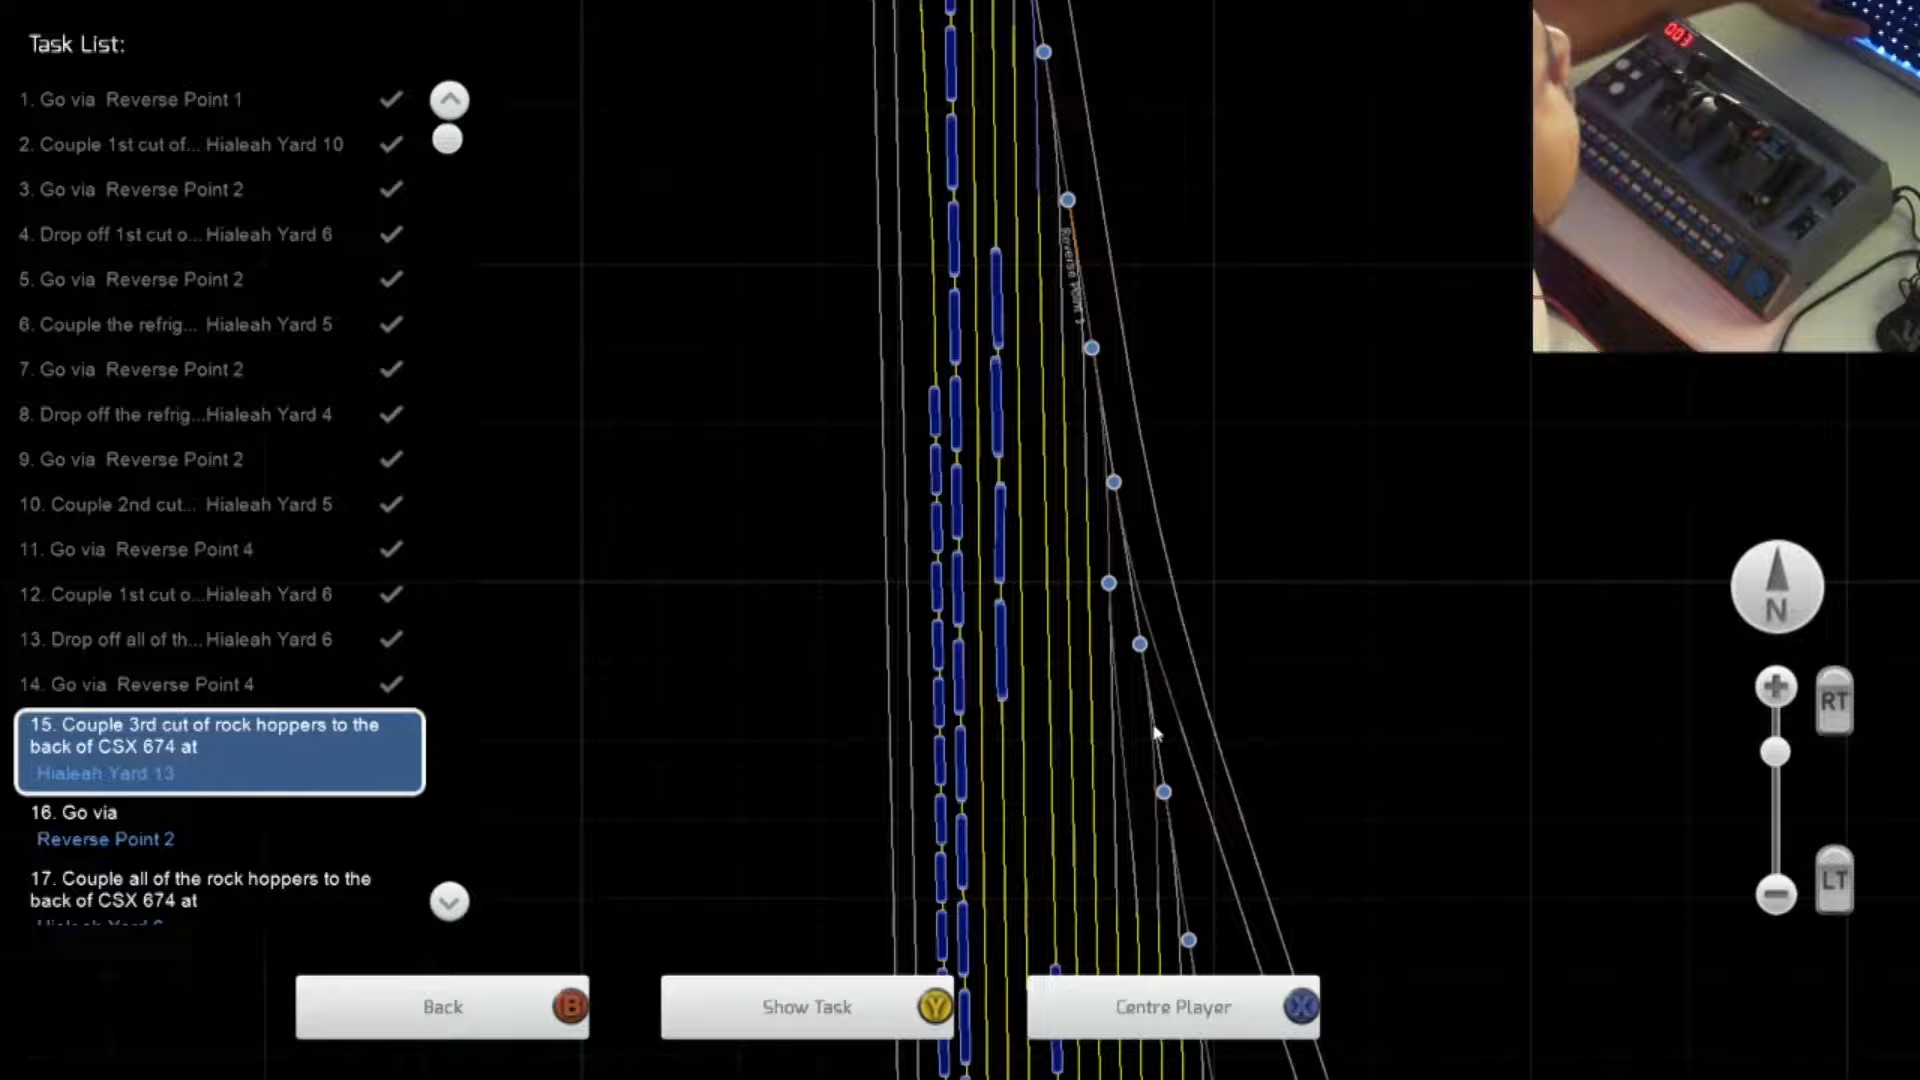 Task List:
1. Go via Reverse Point 1
2. Couple 1st cut of... Hialeah Yard 10
3. Go via Reverse Point 2
4. Drop off 1st cut o... Hialeah Yard 6
5. Go via Reverse Point 2
6. Couple the refrig... Hialeah Yard 5
7. Go via Reverse Point 2
8. Drop off the refrig...Hialeah Yard 4
9. Go via Reverse Point 2
10. Couple 2nd cut... Hialeah Yard 5
11. Go via Reverse Point 4
12. Couple 1st cut o...Hialeah Yard 6
13. Drop off all of th... Hialeah Yard 6
14. Go via Reverse Point 4
15. Couple 3rd cut of rock hoppers to the
back of CSX 674 at
Hialeah Yard 13
16. Go via
Reverse Point 2
17. Couple all of the rock hoppers to the
back of CSX 674 at
Back B
Show Task Y
Centre Player X
Reverse Point
N
RT
LT
003